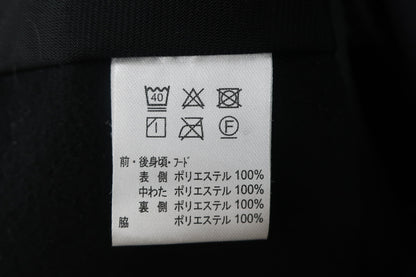 40
F
前・後身頃・フード
表 側 ポリエステル 100%
中わた ポリエステル 100%
裏 側 ポリエステル 100%
脇 ポリエステル 100%